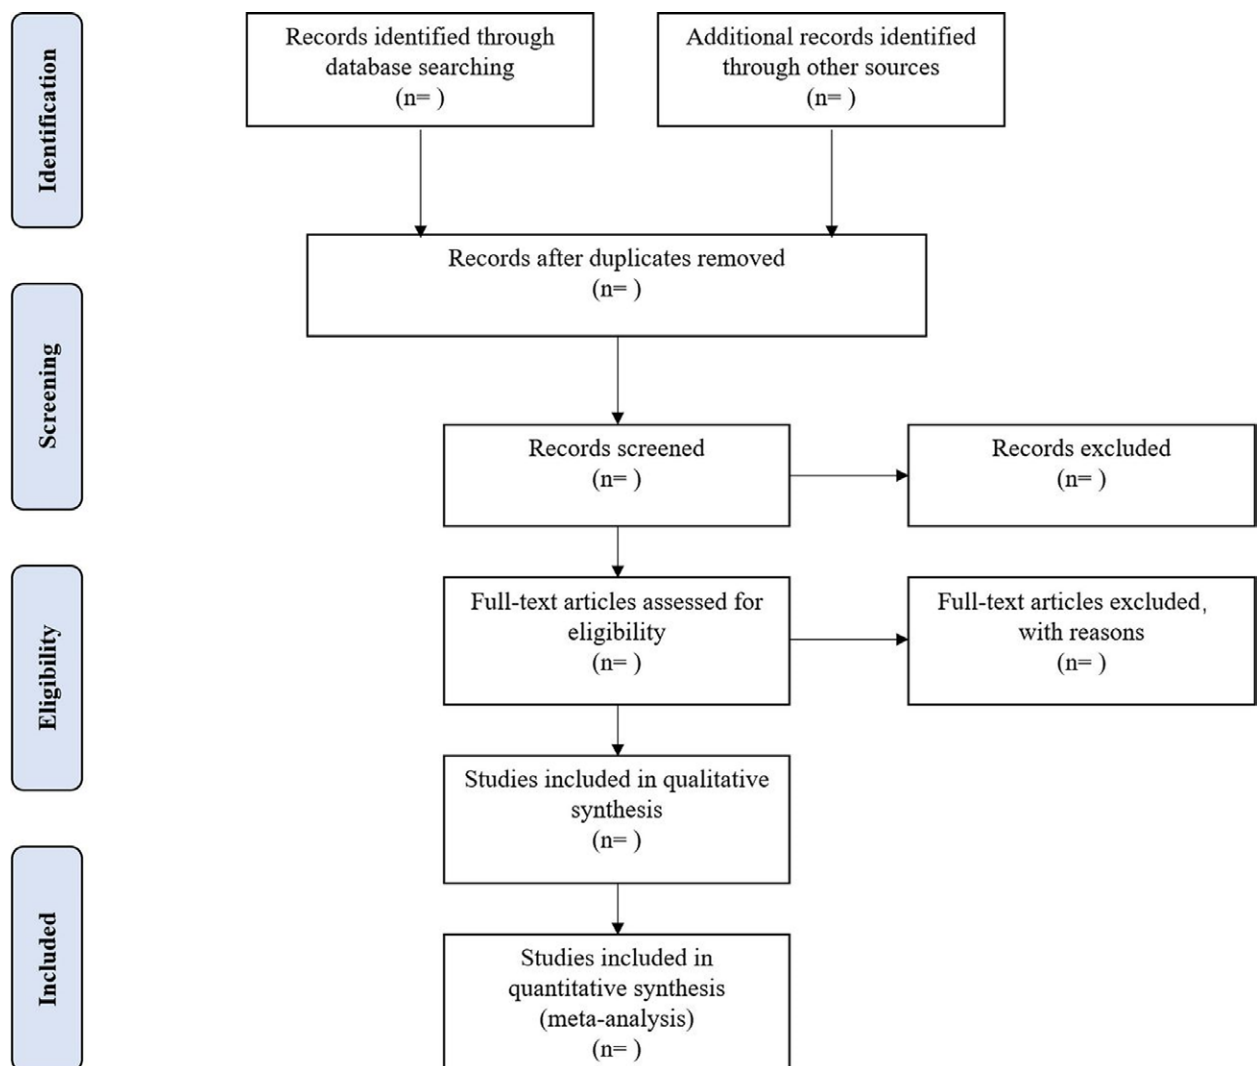 Identification
Records identified through
database searching
(n= )
Additional records identified
through other sources
(n= )
Records after duplicates removed
(n= )
Screening
Records screened
(n= )
Records excluded
(n= )
Eligibility
Full-text articles assessed for
eligibility
(n= )
Full-text articles excluded,
with reasons
(n= )
Studies included in qualitative
synthesis
(n= )
Included
Studies included in
quantitative synthesis
(meta-analysis)
(n= )